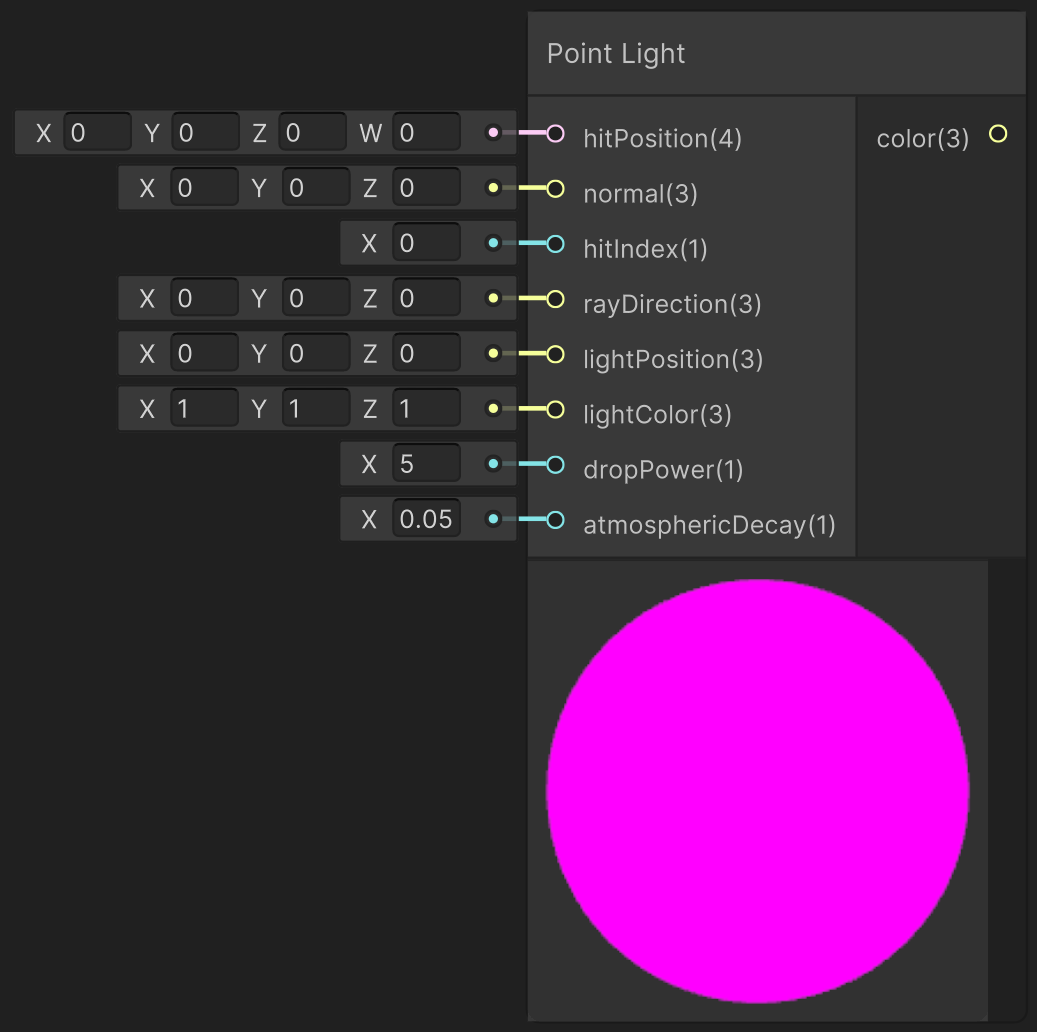 Point Light
X 0 Y 0 Z 0 W 0 hitPosition(4) color(3)
X 0 Y 0 Z 0 normal(3)
X 0 hitIndex(1)
X 0 Y 0 Z 0 rayDirection(3)
X 0 Y 0 Z 0 lightPosition(3)
X 1 Y 1 Z 1 lightColor(3)
X 5 dropPower(1)
X 0.05 atmosphericDecay(1)